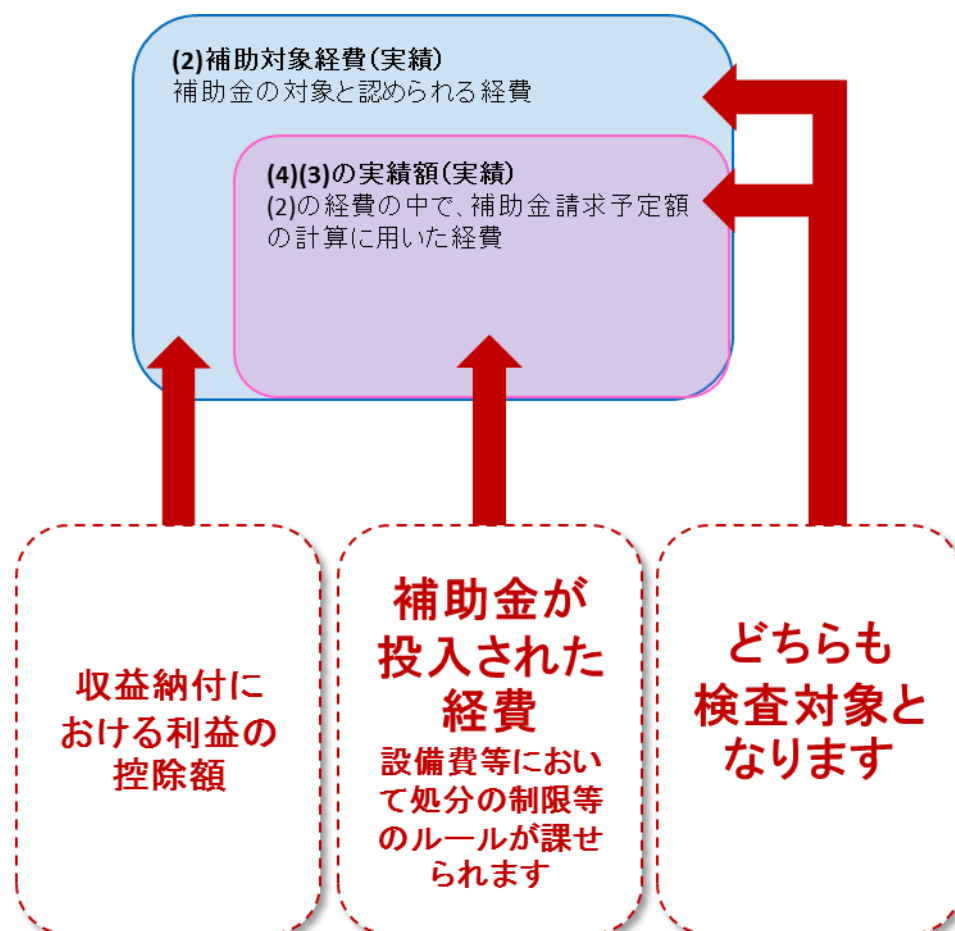 (2)補助対象経費(実績)
補助金の対象と認められる経費
(4)(3)の実績額(実績)
(2)の経費の中で、補助金請求予定額
の計算に用いた経費
収益納付に
おける利益の
控除額
補助金が
投入された
経費
設備費等におい
て処分の制限等
のルールが課せ
られます
どちらも
検査対象と
なります